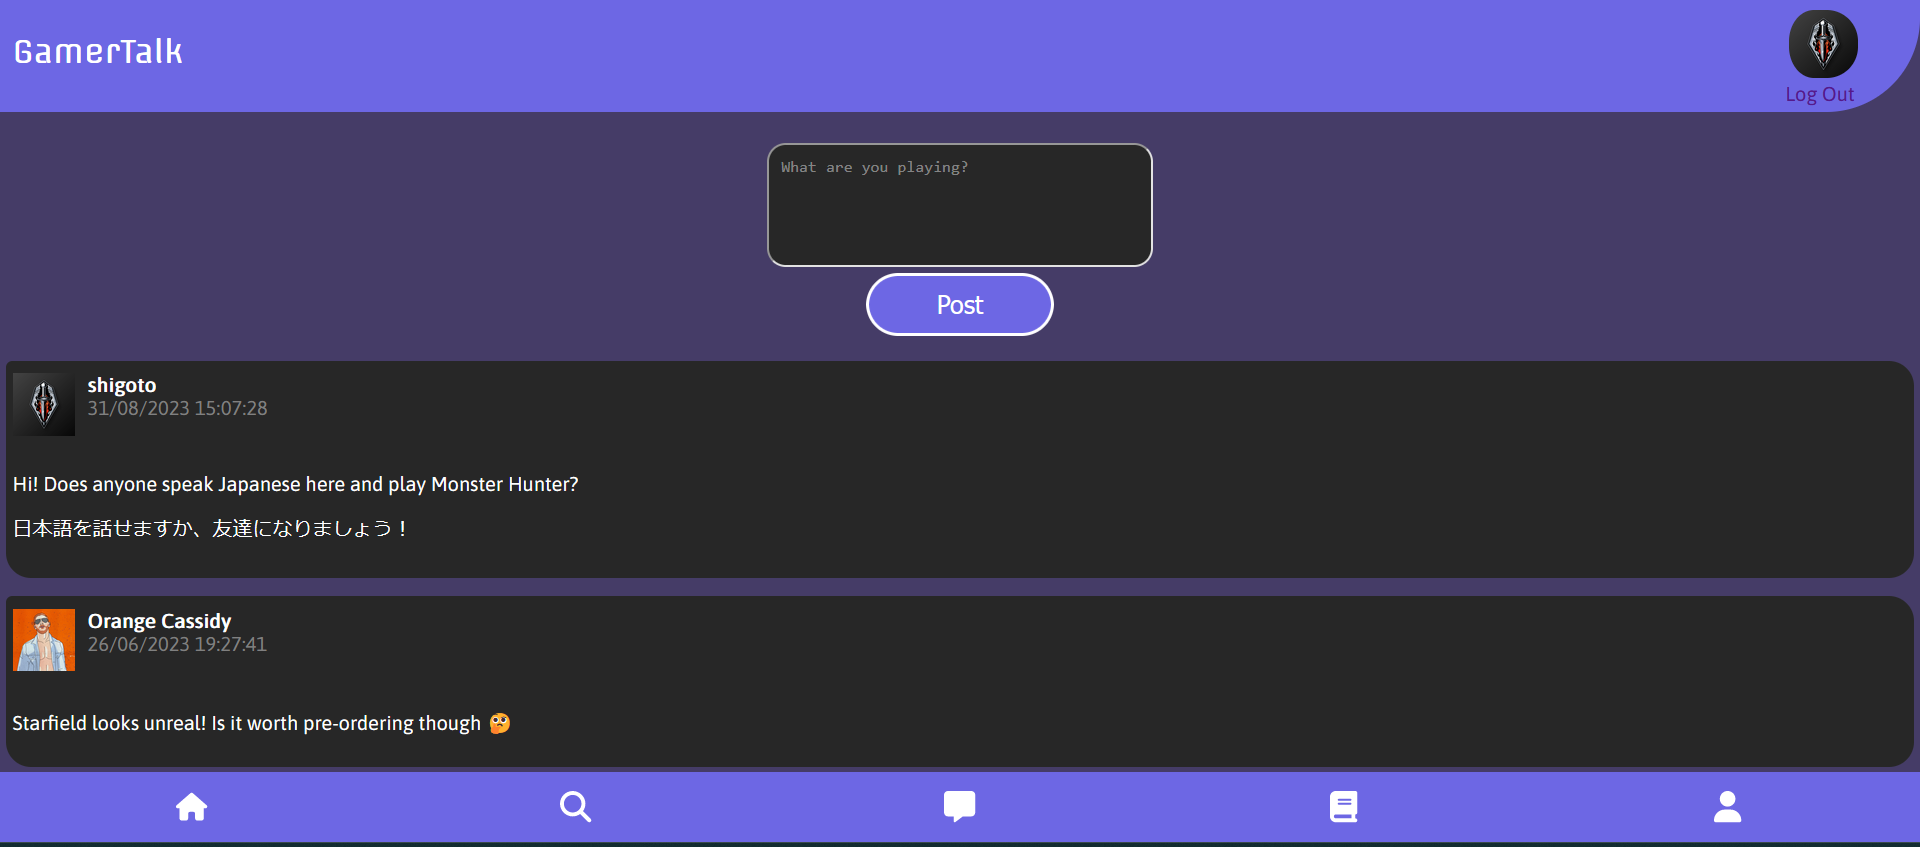 GamerTalk
Log Out
What are you playing?
Post
shigoto
31/08/2023 15:07:28
Hi! Does anyone speak Japanese here and play Monster Hunter?
日本語を話せますか、友達になりましょう！
Orange Cassidy
26/06/2023 19:27:41
Starfield looks unreal! Is it worth pre-ordering though 🤔